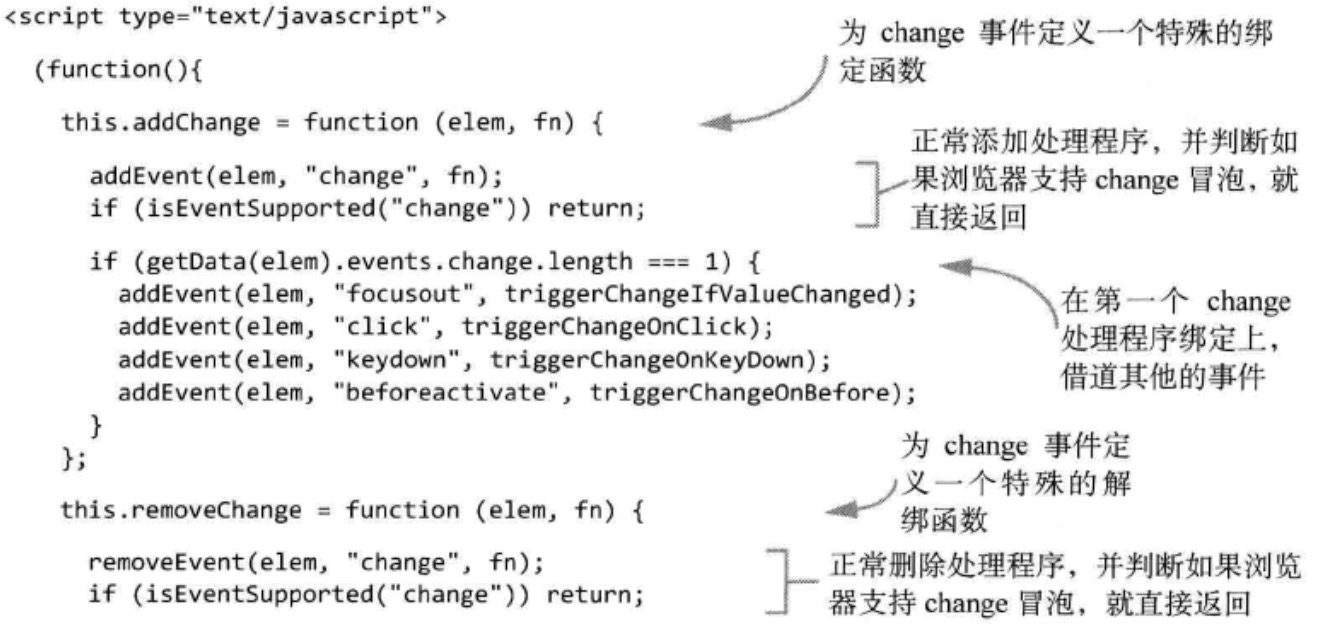 <script type="text/javascript">
(function(){
this.addChange = function (elem, fn) {
为 change 事件定义一个特殊的绑
定函数
addEvent(elem, "change", fn);
if (isEventSupported("change")) return;
正常添加处理程序，并判断如
果浏览器支持 change 冒泡，就
直接返回
if (getData(elem).events.change.length === 1) {
addEvent(elem, "focusout", triggerChangeIfValueChanged);
addEvent(elem, "click", triggerChangeOnClick);
addEvent(elem, "keydown", triggerChangeOnKeyDown);
addEvent(elem, "beforeactivate", triggerChangeOnBefore);
}
};
在第一个 change
处理程序绑定上，
借道其他的事件
this.removeChange = function (elem, fn) {
为 change 事件定
义一个特殊的解
绑函数
removeEvent(elem, "change", fn);
if (isEventSupported("change")) return;
正常删除处理程序，并判断如果浏览
器支持 change 冒泡，就直接返回